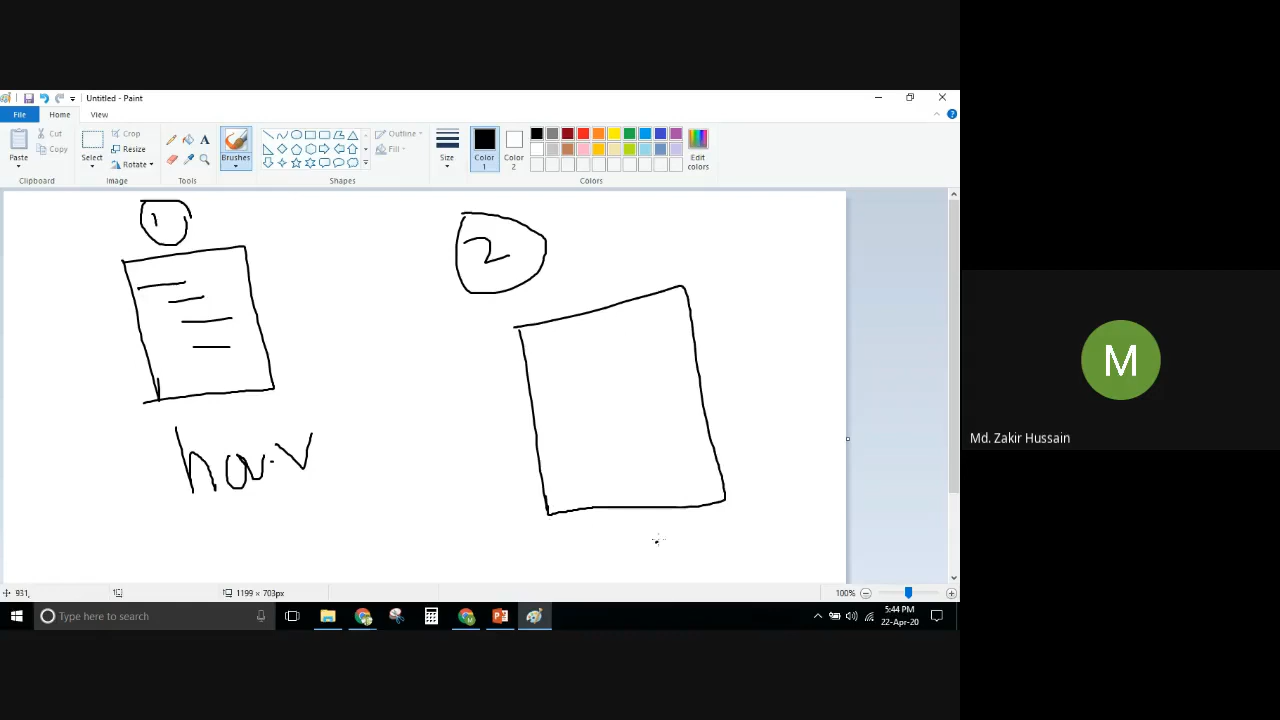 Untitled - Paint
File
Home
View
Paste
Cut
Copy
Clipboard
Select
Crop
Resize
Rotate
Image
Tools
Brushes
Shapes
Outline
Fill
Size
Color 1
Color 2
Edit colors
Colors
1
2
M
Md. Zakir Hussain
931,
1199 × 703px
100%
Type here to search
5:44 PM
22-Apr-20